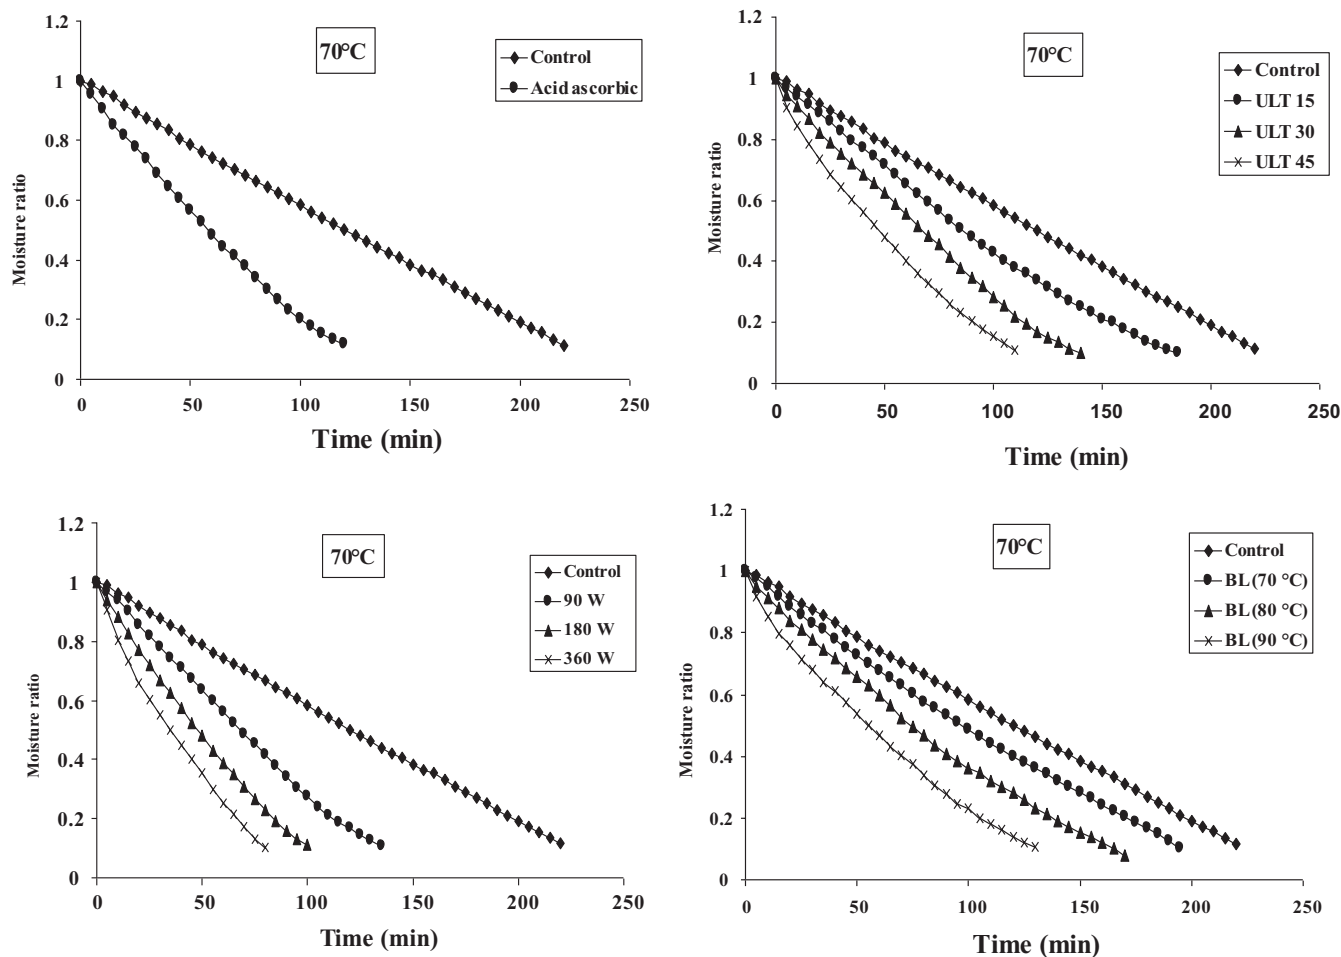 1.2
1
0.8
0.6
0.4
0.2
0
Moisture ratio
70°C
Control
Acid ascorbic
0 50 100 150 200 250
Time (min)
1.2
1
0.8
0.6
0.4
0.2
0
Moisture ratio
70°C
Control
ULT 15
ULT 30
ULT 45
0 50 100 150 200 250
Time (min)
1.2
1
0.8
0.6
0.4
0.2
0
Moisture ratio
70°C
Control
90 W
180 W
360 W
0 50 100 150 200 250
Time (min)
1.2
1
0.8
0.6
0.4
0.2
0
Moisture ratio
70°C
Control
BL (70 °C)
BL (80 °C)
BL (90 °C)
0 50 100 150 200 250
Time (min)